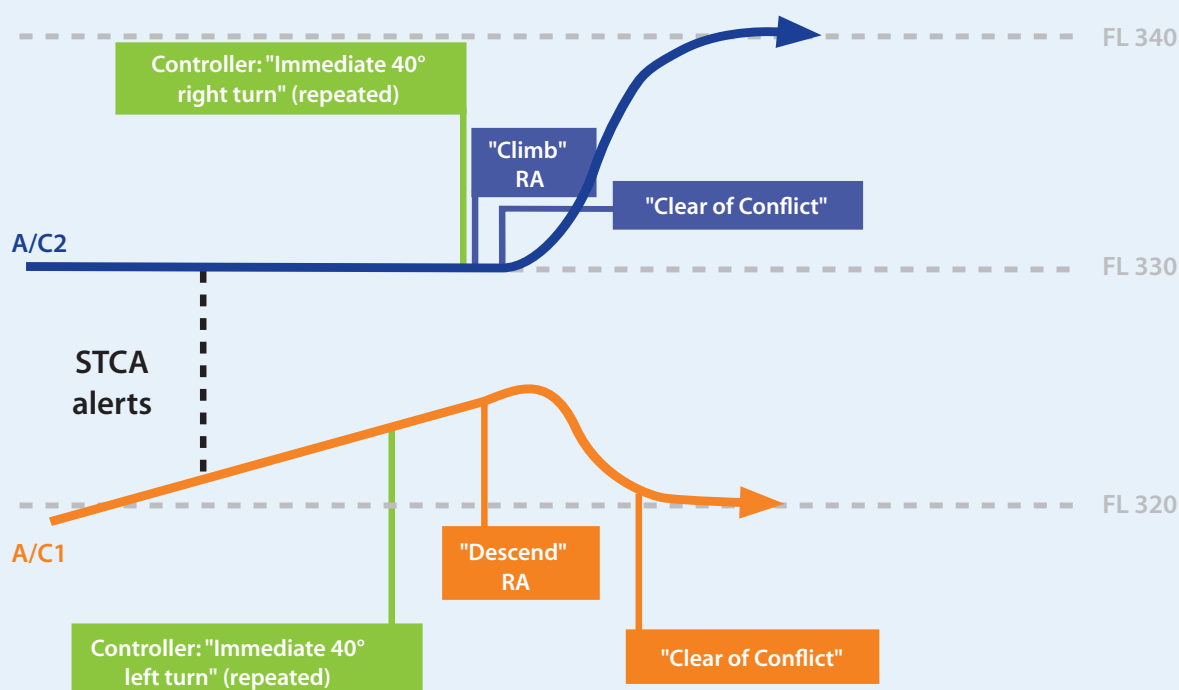 FL 340
Controller: "Immediate 40°
right turn" (repeated)
"Climb"
RA
"Clear of Conflict"
A/C2
FL 330
STCA
alerts
FL 320
A/C1
"Descend"
RA
Controller: "Immediate 40°
left turn" (repeated)
"Clear of Conflict"